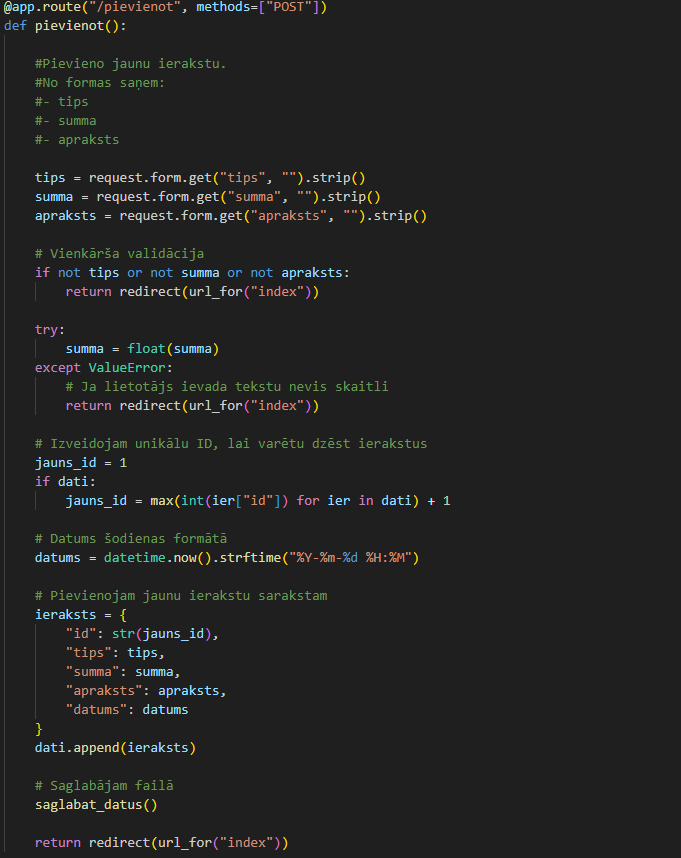 @app.route("/pievienot", methods=["POST"])
def pievienot():
#Pievieno jaunu ierakstu.
#No formas saņem:
#- tips
#- summa
#- apraksts
tips = request.form.get("tips", "").strip()
summa = request.form.get("summa", "").strip()
apraksts = request.form.get("apraksts", "").strip()
# Vienkārša validācija
if not tips or not summa or not apraksts:
return redirect(url_for("index"))
try:
summa = float(summa)
except ValueError:
# Ja lietotājs ievada tekstu nevis skaitli
return redirect(url_for("index"))
# Izveidojam unikālu ID, lai varētu dzēst ierakstus
jauns_id = 1
if dati:
jauns_id = max(int(ier["id"]) for ier in dati) + 1
# Datums šodienas formātā
datums = datetime.now().strftime("%Y-%m-%d %H:%M")
# Pievienojam jaunu ierakstu sarakstam
ieraksts = {
"id": str(jauns_id),
"tips": tips,
"summa": summa,
"apraksts": apraksts,
"datums": datums
}
dati.append(ieraksts)
# Saglabājam failā
saglabat_datus()
return redirect(url_for("index"))